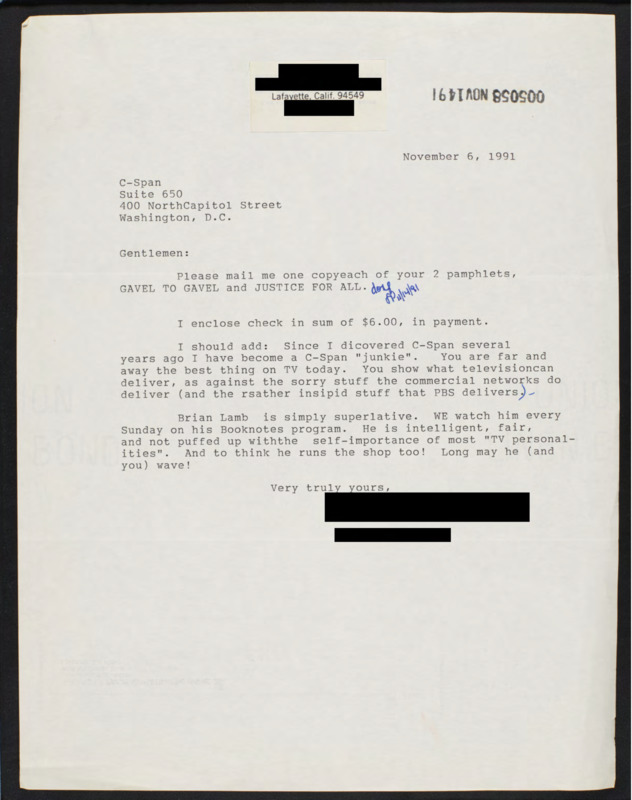 Lafayette, Calif. 94549
005058 NOV1491
November 6, 1991
C-Span
Suite 650
400 NorthCapitol Street
Washington, D.C.
Gentlemen:
Please mail me one copyeach of your 2 pamphlets,
GAVEL TO GAVEL and JUSTICE FOR ALL.
11/14/91
I enclose check in sum of $6.00, in payment.
I should add: Since I dicovered C-Span several
years ago I have become a C-Span "junkie". You are far and
away the best thing on TV today. You show what televisioncan
deliver, as against the sorry stuff the commercial networks do
deliver (and the rsather insipid stuff that PBS delivers.)-
Brian Lamb is simply superlative. WE watch him every
Sunday on his Booknotes program. He is intelligent, fair,
and not puffed up withthe self-importance of most "TV personal-
ities". And to think he runs the shop too! Long may he (and
you) wave!
Very truly yours,